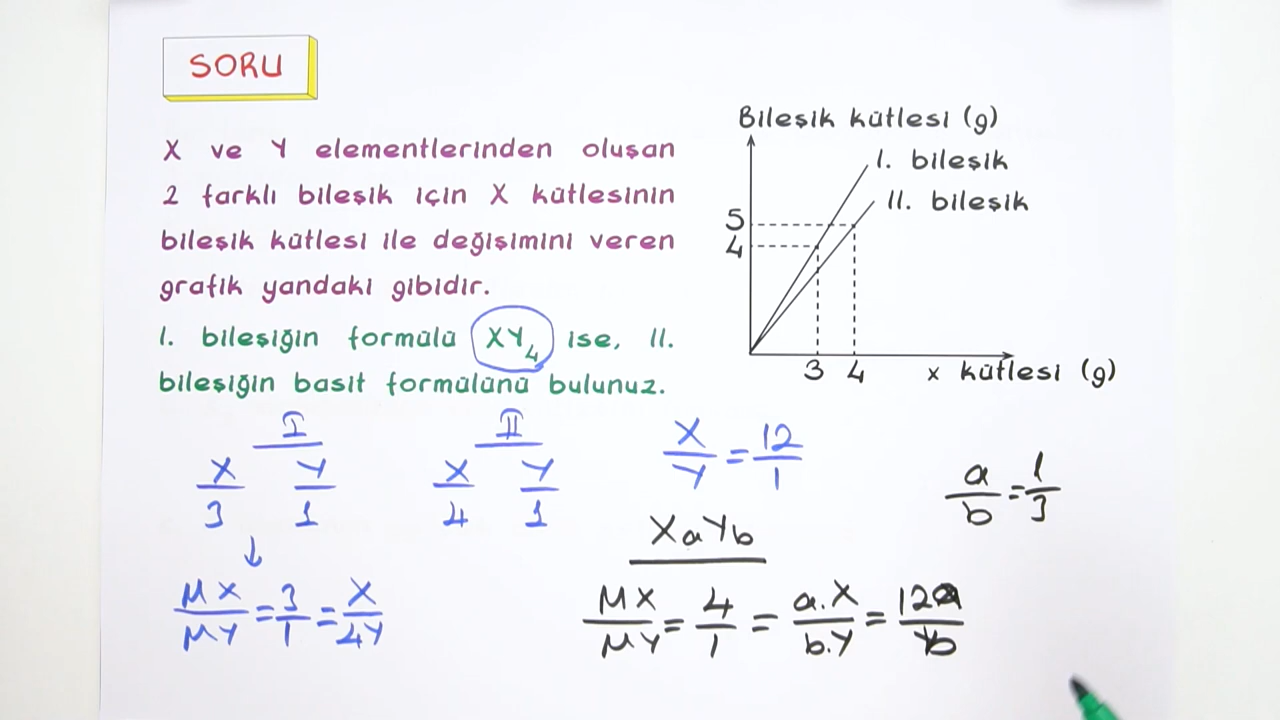 SORU
X ve Y elementlerinden oluşan
2 farklı bileşik için X kütlesinin
bileşik kütlesi ile değişimini veren
grafik yandaki gibidir.
I. bileşiğin formülü XY₄ ise, II.
bileşiğin basit formülünü bulunuz.
Bileşik kütlesi (g)
I. bileşik
II. bileşik
5
4
3 4 x kütlesi (g)
I II
X Y X Y
3 1 4 1
X/Y = 12/1
a/b = 1/3
XaYb
MX/MY = 3/1 = X/4Y
MX/MY = 4/1 = a.X/b.Y = 12a/b